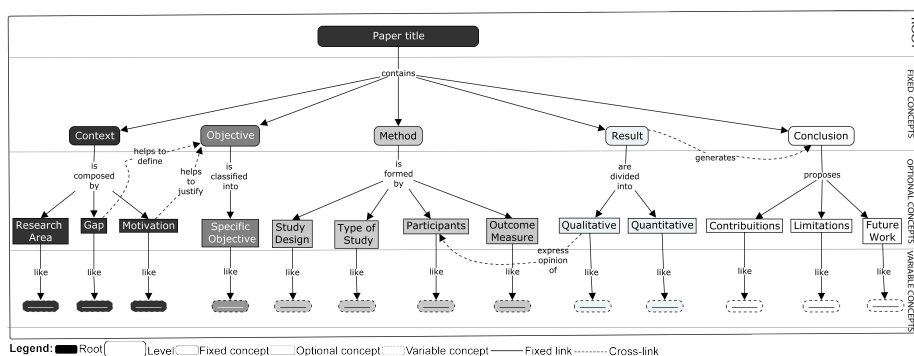 ROOT
Paper title
contains
FIXED CONCEPTS
Context
Objective
Method
Result
Conclusion
helps to
define
generates
is
composed
by
helps
to
justify
is
classified
into
is
formed
by
are
divided
into
proposes
OPTIONAL CONCEPTS
Research
Area
Gap
Motivation
Specific
Objective
Study
Design
Type of
Study
Participants
Outcome
Measure
Qualitative
Quantitative
Contribuitions
Limitations
Future
Work
express
opinion
of
VARIABLE CONCEPTS
like
like
like
like
like
like
like
like
like
like
like
like
like
Legend: Root Level Fixed concept Optional concept Variable concept Fixed link Cross-link